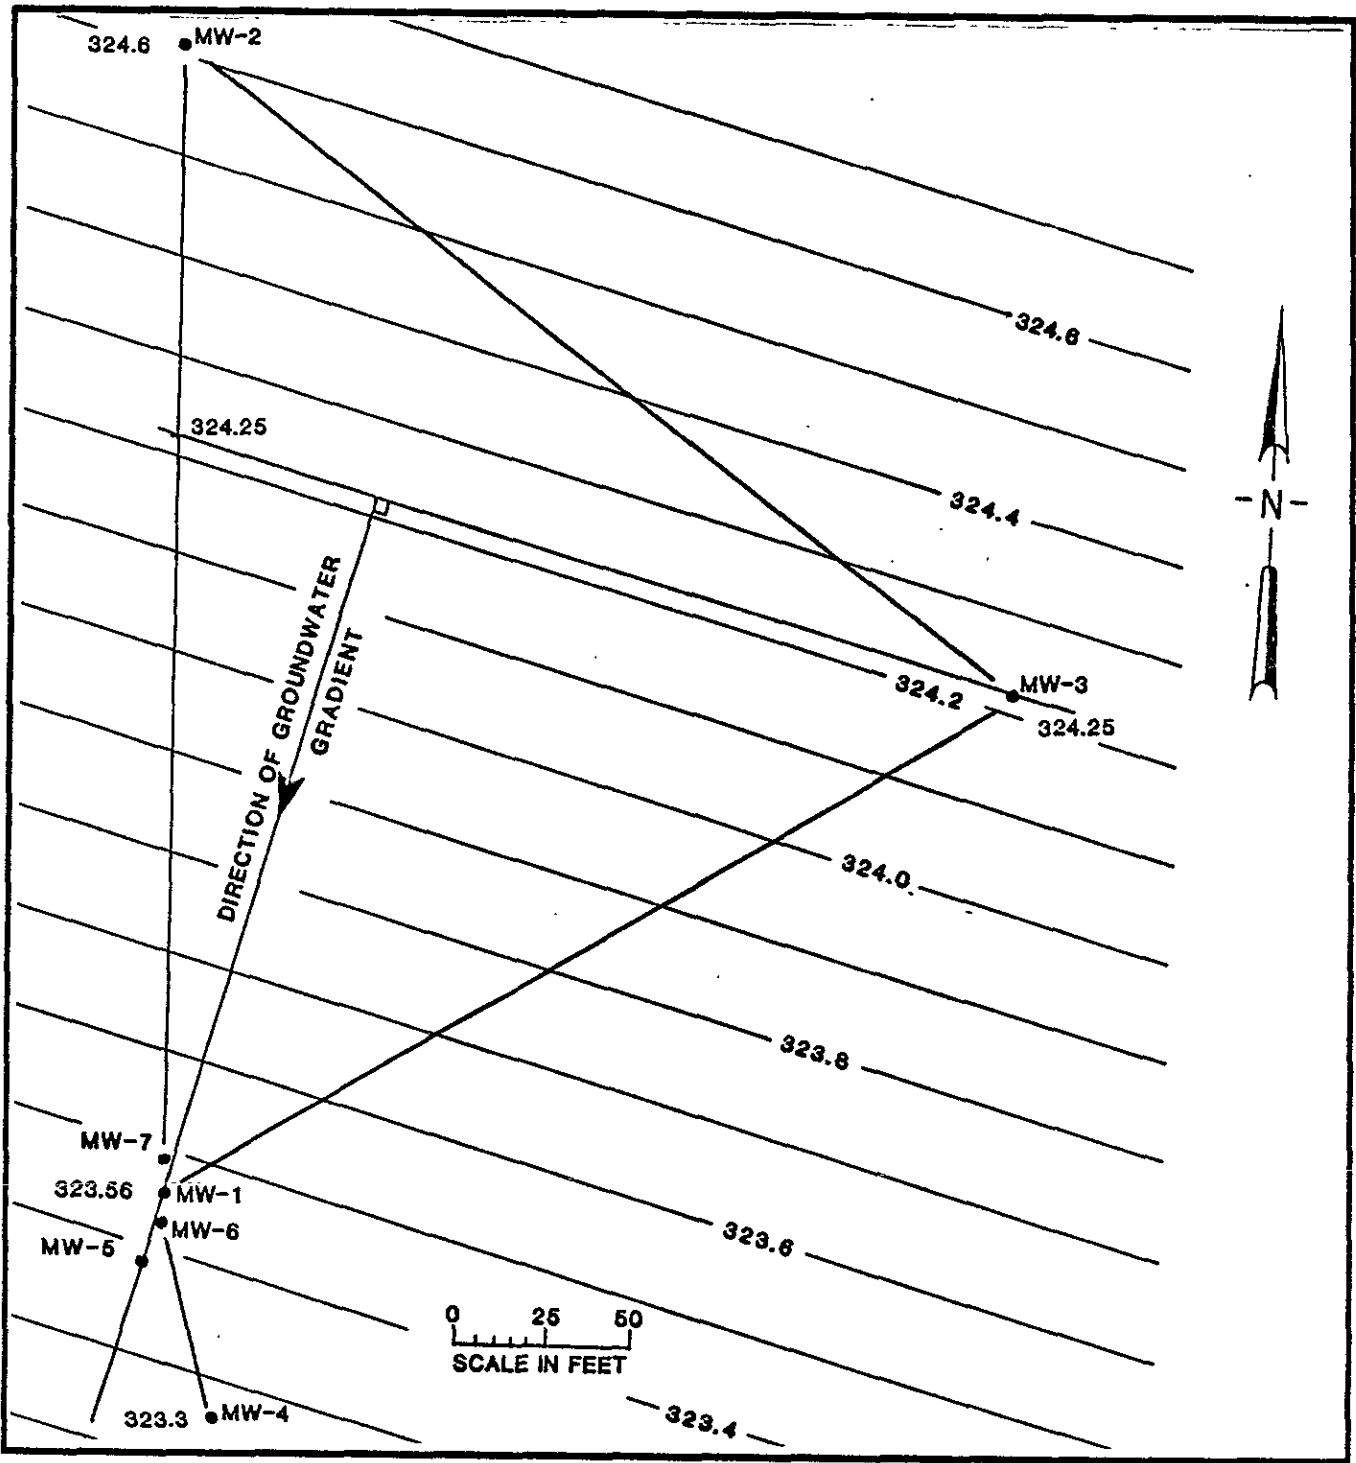 324.6 MW-2
324.6
324.25
324.4
-N-
DIRECTION OF GROUNDWATER
GRADIENT
324.2
MW-3
324.25
324.0
323.8
MW-7
323.56 MW-1
MW-6
MW-5
323.6
0 25 50
SCALE IN FEET
323.3 MW-4
323.4